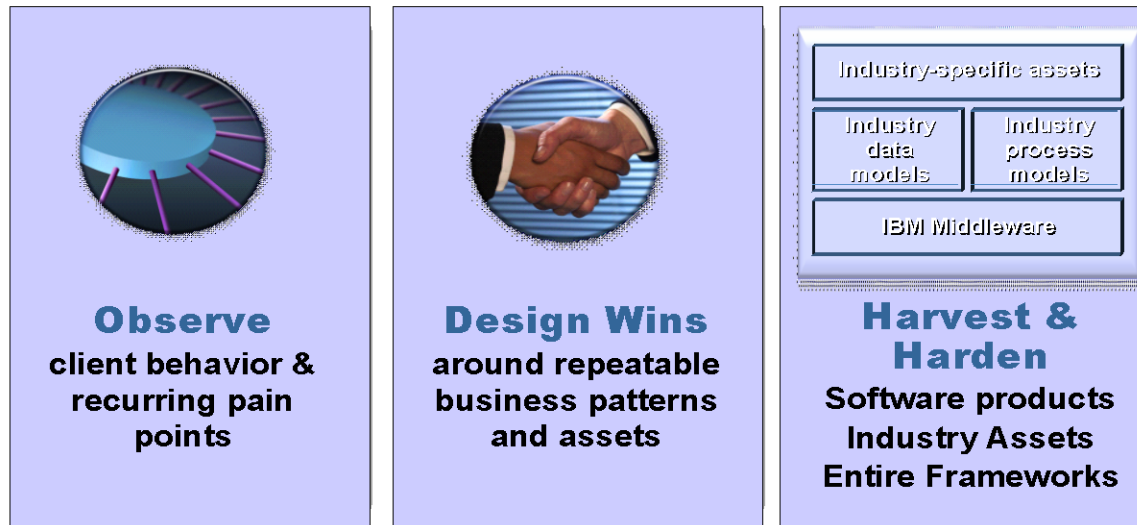 Observe
client behavior &
recurring pain
points
Design Wins
around repeatable
business patterns
and assets
Industry-specific assets
Industry
data
models
Industry
process
models
IBM Middleware
Harvest &
Harden
Software products
Industry Assets
Entire Frameworks